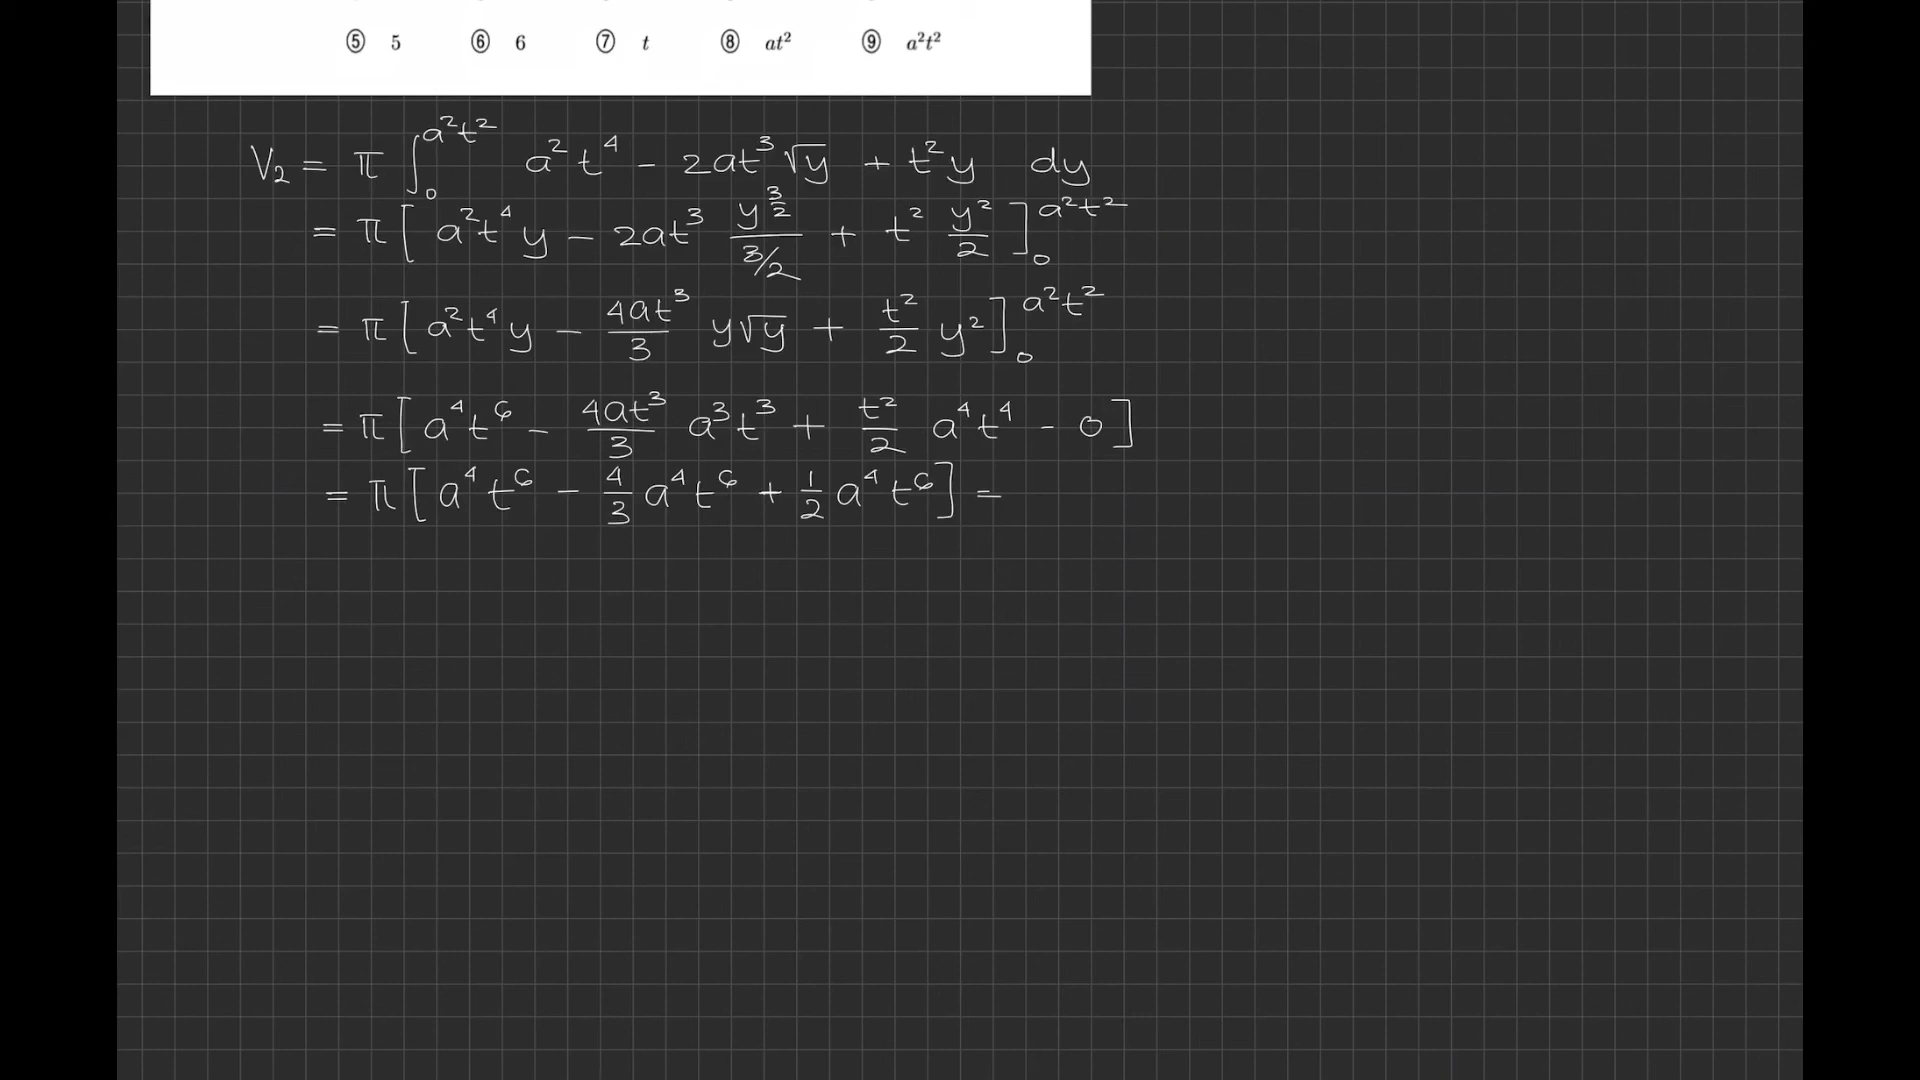 ⑤ 5 ⑥ 6 ⑦ t ⑧ at² ⑨ a²t²
V₂ = π ∫₀^{a²t²} a²t⁴ − 2at³√y + t²y dy
= π[a²t⁴y − 2at³ y^{3/2}/(3/2) + t² y²/2]₀^{a²t²}
= π[a²t⁴y − 4at³/3 y√y + t²/2 y²]₀^{a²t²}
= π[a⁴t⁶ − 4at³/3 a³t³ + t²/2 a⁴t⁴ − 0]
= π[a⁴t⁶ − 4/3 a⁴t⁶ + 1/2 a⁴t⁶] =